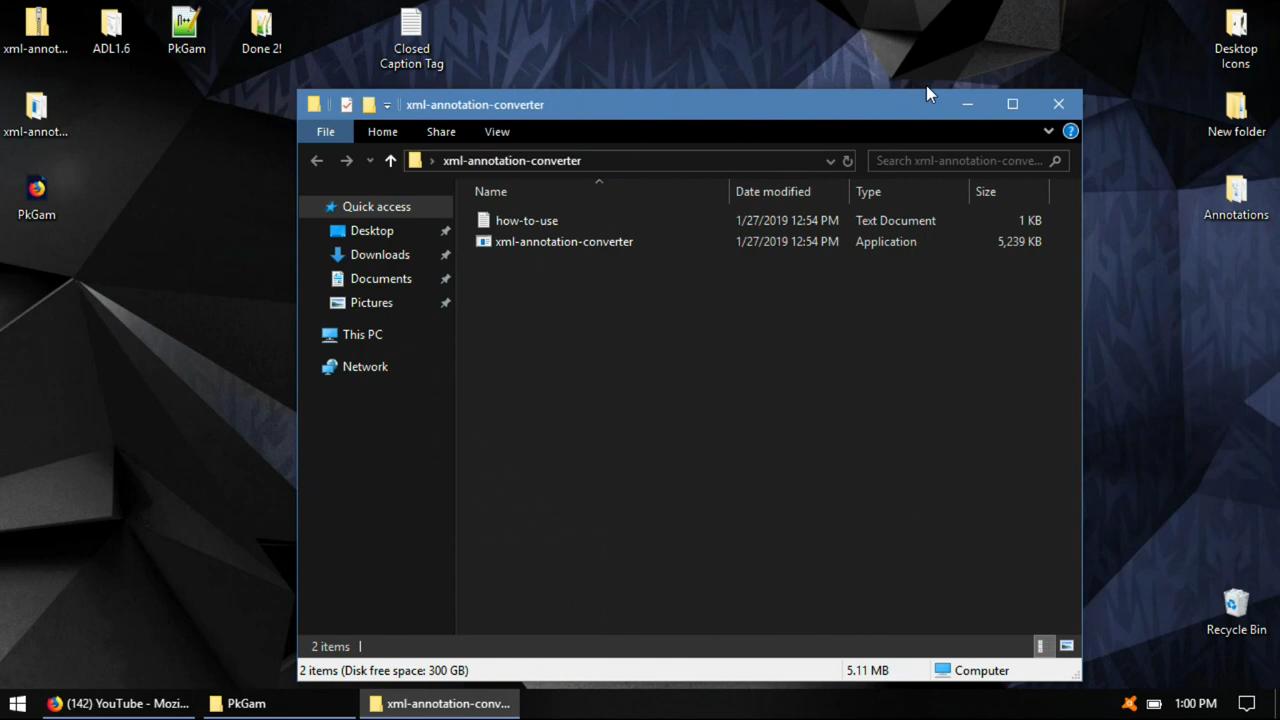 xml-annot...
ADL1.6
PkGam
Done 2!
Closed
Caption Tag
Desktop
Icons
xml-annot...
New folder
PkGam
Annotations
Recycle Bin
xml-annotation-converter
File
Home
Share
View
xml-annotation-converter
Search xml-annotation-conve...
Name
Date modified
Type
Size
Quick access
Desktop
Downloads
Documents
Pictures
This PC
Network
how-to-use
1/27/2019 12:54 PM
Text Document
1 KB
xml-annotation-converter
1/27/2019 12:54 PM
Application
5,239 KB
2 items
2 items (Disk free space: 300 GB)
5.11 MB
Computer
(142) YouTube - Mozi...
PkGam
xml-annotation-conv...
1:00 PM